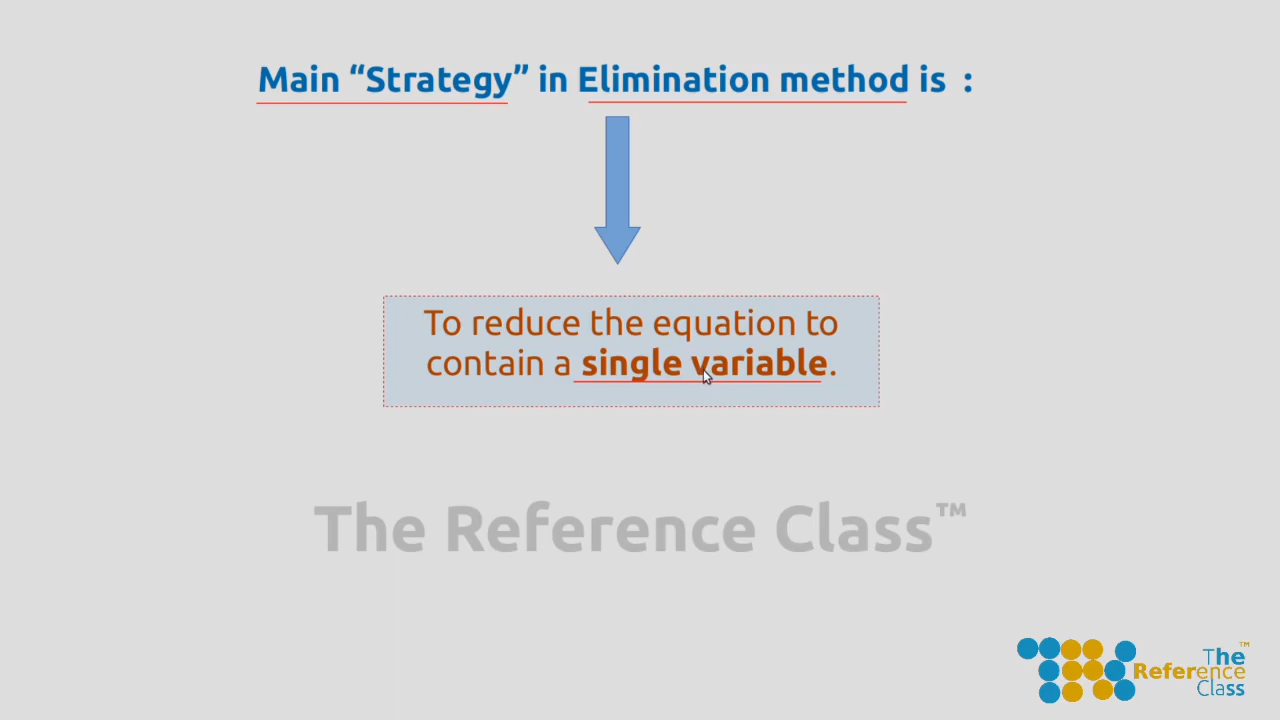 Main “Strategy” in Elimination method is :
To reduce the equation to
contain a single variable.
The Reference Class™
The™
Reference
Class